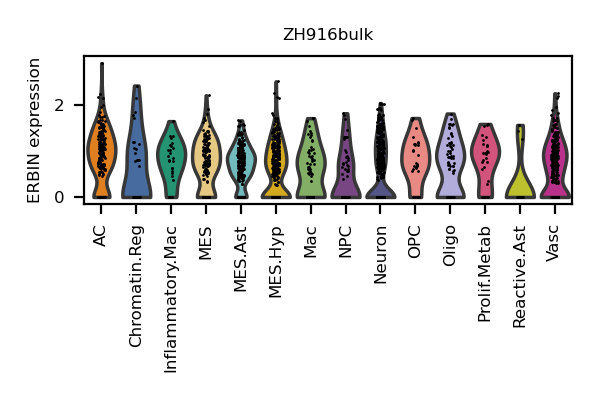 ZH916bulk
ERBIN expression
2
0
AC
Chromatin.Reg
Inflammatory.Mac
MES
MES.Ast
MES.Hyp
Mac
NPC
Neuron
OPC
Oligo
Prolif.Metab
Reactive.Ast
Vasc